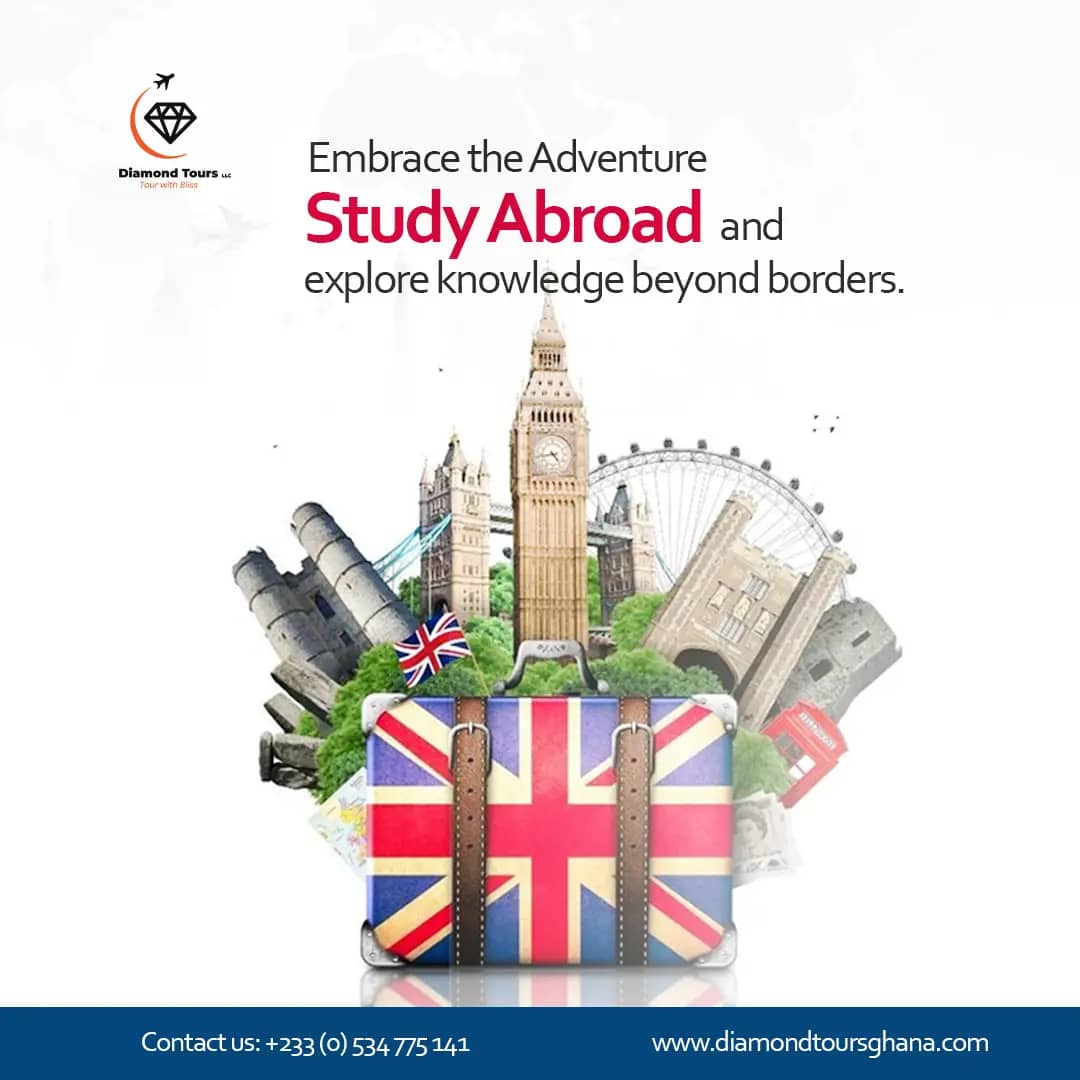 Diamond Tours LLC
Tour with Bliss
Embrace the Adventure
Study Abroad and
explore knowledge beyond borders.
Contact us: +233 (0) 534 775 141
www.diamondtoursghana.com